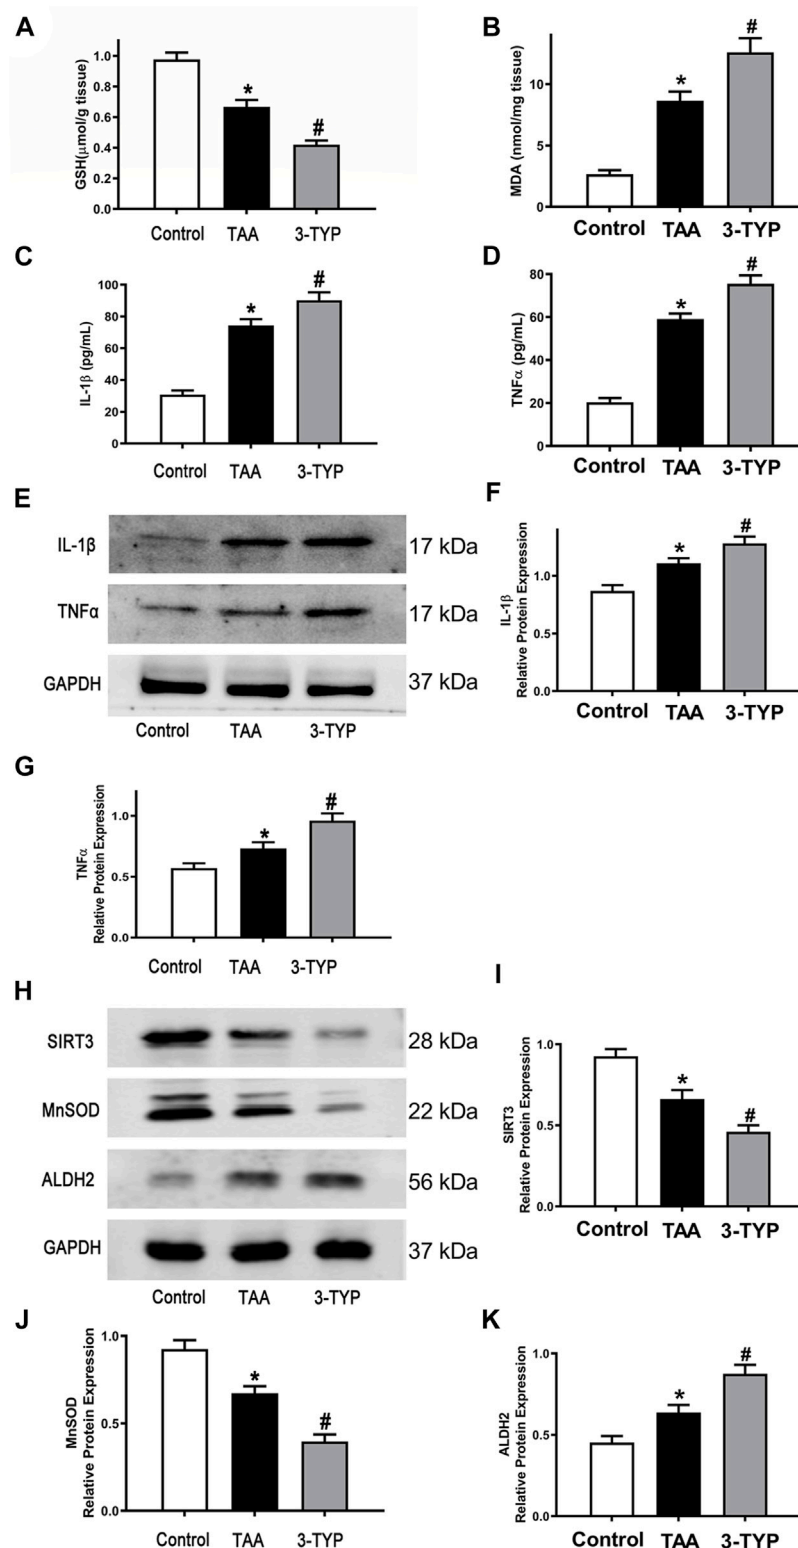 A
GSH(μmol/g tissue)
1.0
0.8
0.6
0.4
0.2
0.0
*
#
Control TAA 3-TYP
B
MDA (nmol/mg tissue)
10
5
0
*
#
Control TAA 3-TYP
C
IL-1β (pg/mL)
100
80
60
40
20
0
*
#
Control TAA 3-TYP
D
TNFα (pg/mL)
80
60
40
20
0
*
#
Control TAA 3-TYP
E
IL-1β 17 kDa
TNFα 17 kDa
GAPDH 37 kDa
Control TAA 3-TYP
F
IL-1β
Relative Protein Expression
1.0
0.5
0.0
*
#
Control TAA 3-TYP
G
TNFα
Relative Protein Expression
1.0
0.5
0.0
*
#
Control TAA 3-TYP
H
SIRT3 28 kDa
MnSOD 22 kDa
ALDH2 56 kDa
GAPDH 37 kDa
Control TAA 3-TYP
I
SIRT3
Relative Protein Expression
1.0
0.5
0.0
*
#
Control TAA 3-TYP
J
MnSOD
Relative Protein Expression
1.0
0.5
0.0
*
#
Control TAA 3-TYP
K
ALDH2
Relative Protein Expression
1.0
0.5
0.0
*
#
Control TAA 3-TYP